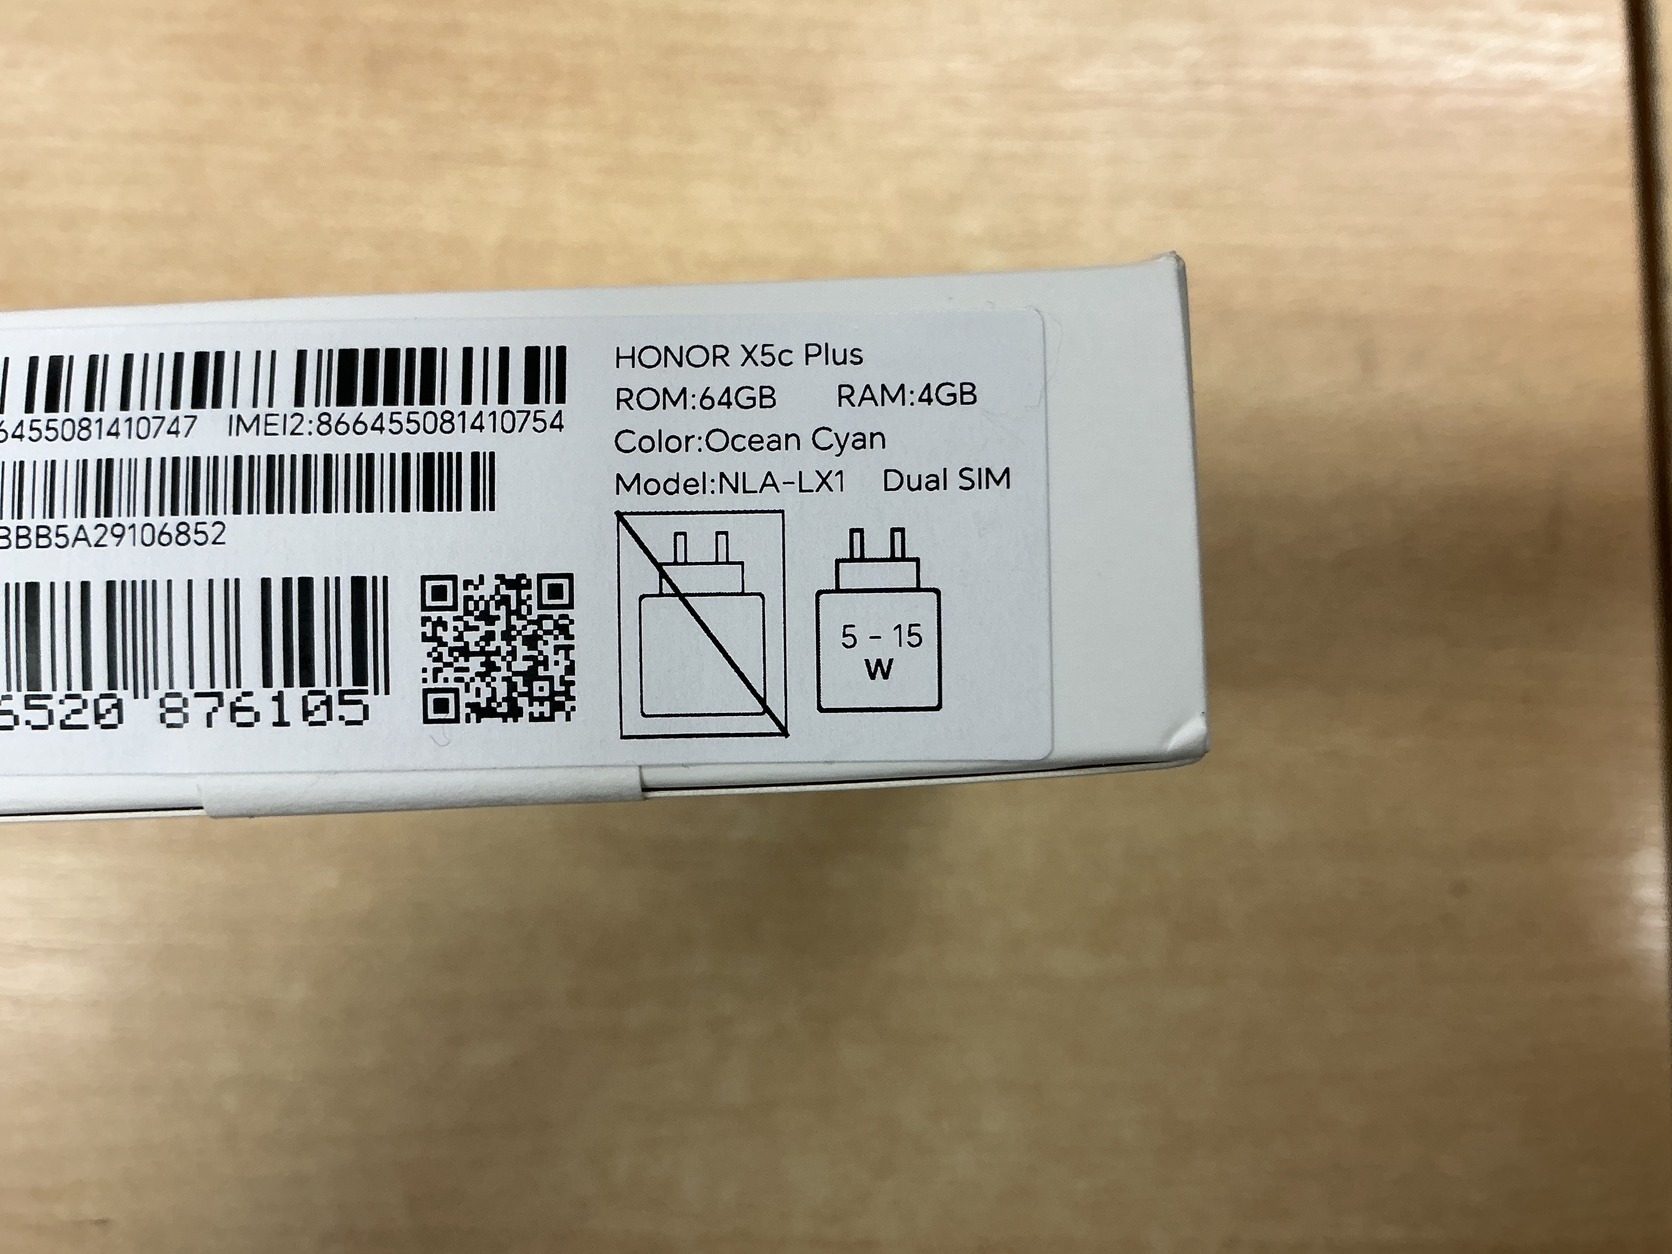 HONOR X5c Plus
ROM:64GB RAM:4GB
Color:Ocean Cyan
Model:NLA-LX1 Dual SIM
6455081410747 IMEI2:866455081410754
BBB5A29106852
6520 876105
5 - 15
W